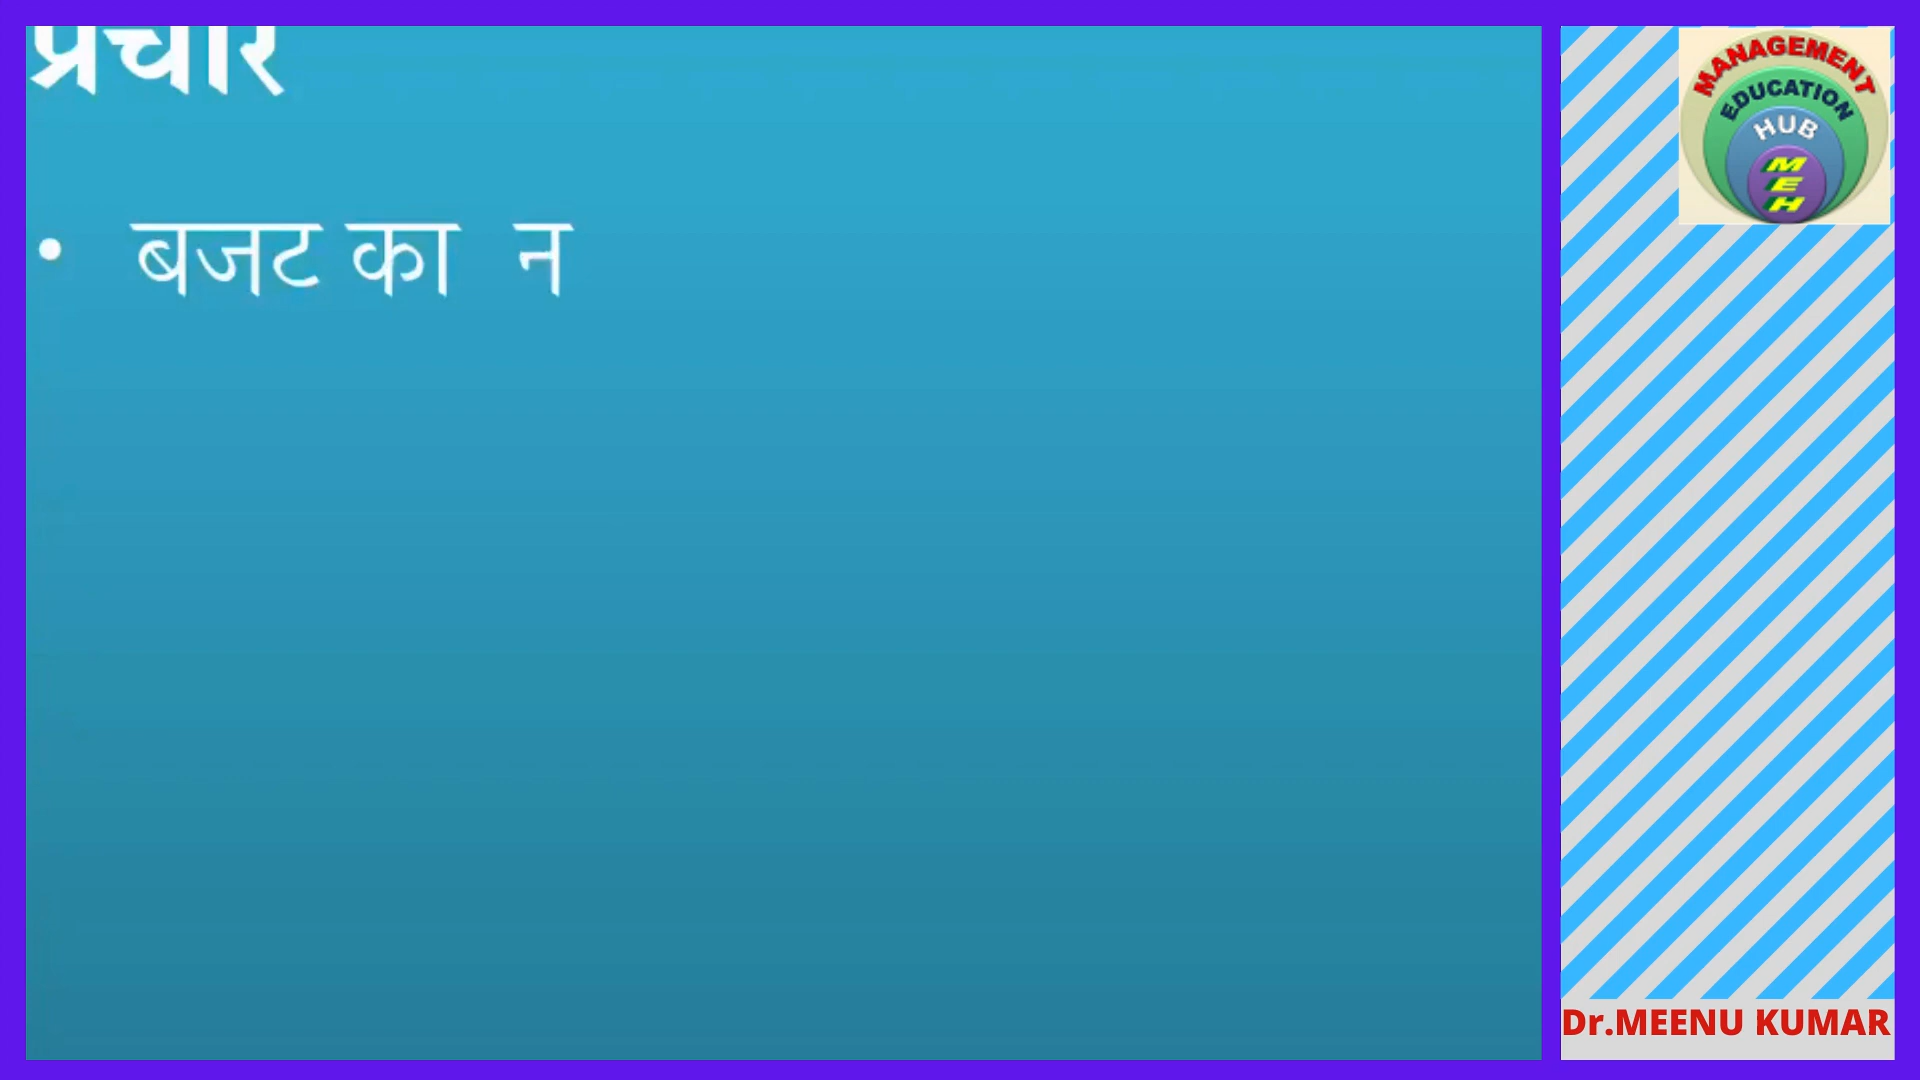 प्रचार
• बजट का न
MANAGEMENT
EDUCATION
HUB
M
E
H
Dr.MEENU KUMAR